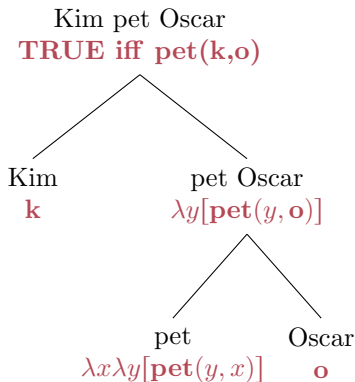 Kim pet Oscar
TRUE iff pet(k,o)
Kim
k
pet Oscar
λy[pet(y, o)]
pet
λxλy[pet(y, x)]
Oscar
o